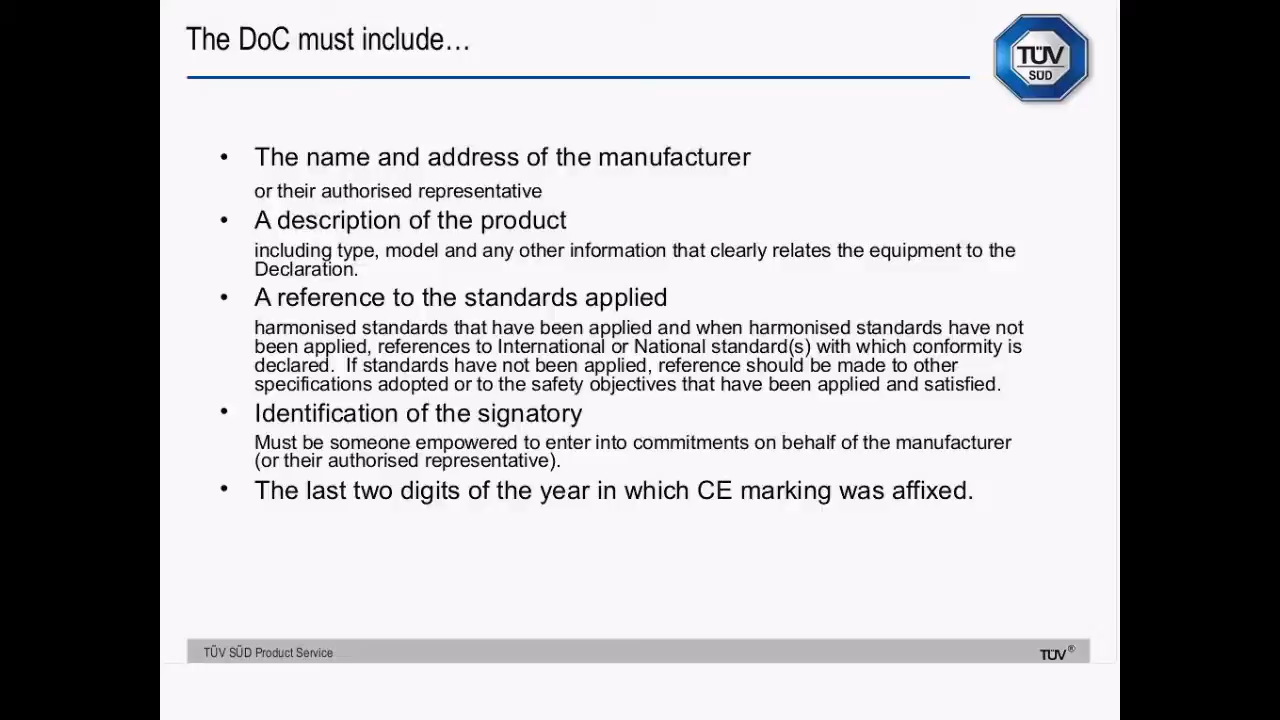 The DoC must include…
TÜV
SÜD
• The name and address of the manufacturer
or their authorised representative
• A description of the product
including type, model and any other information that clearly relates the equipment to the
Declaration.
• A reference to the standards applied
harmonised standards that have been applied and when harmonised standards have not
been applied, references to International or National standard(s) with which conformity is
declared.  If standards have not been applied, reference should be made to other
specifications adopted or to the safety objectives that have been applied and satisfied.
• Identification of the signatory
Must be someone empowered to enter into commitments on behalf of the manufacturer
(or their authorised representative).
• The last two digits of the year in which CE marking was affixed.
TÜV SÜD Product Service
TÜV®